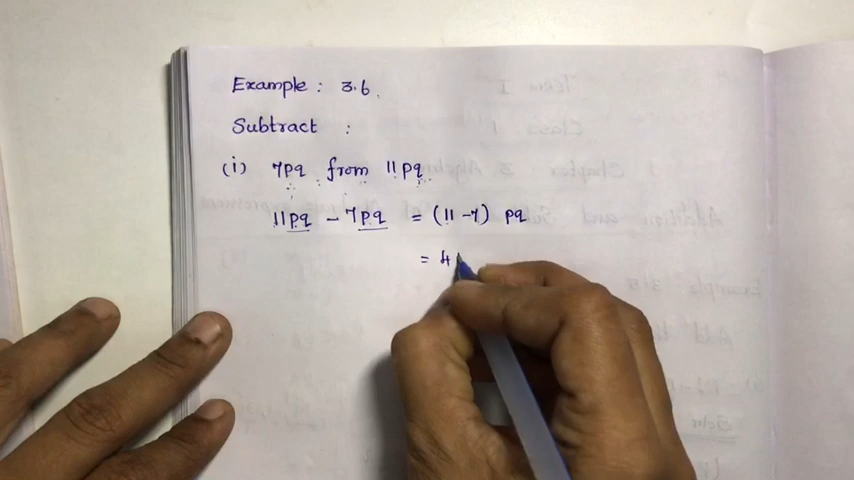 Example : 3.6
Subtract :
(i) 7pq from 11pq
11pq - 7pq = (11-7) pq
= 4